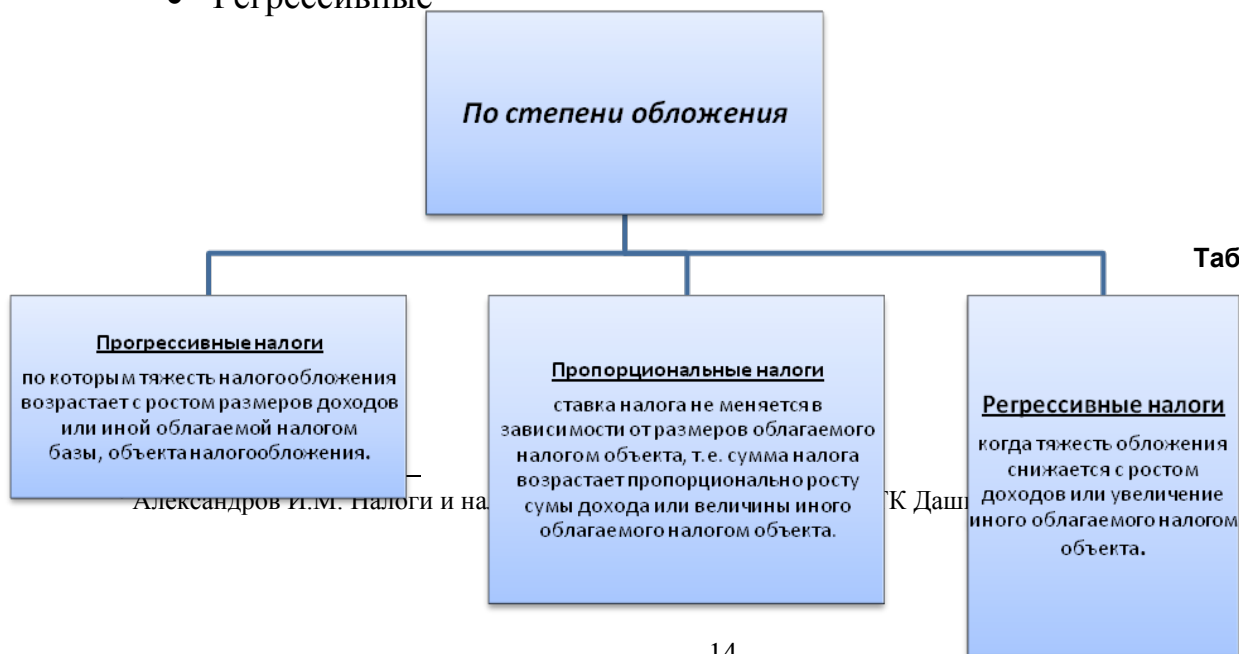 • Регрессивные
По степени обложения
Таб
Прогрессивные налоги
по которым тяжесть налогообложения
возрастает с ростом размеров доходов
или иной облагаемой налогом
базы, объекта налогообложения.
Пропорциональные налоги
ставка налога не меняется в
зависимости от размеров облагаемого
налогом объекта, т.е. сумма налога
возрастает пропорционально росту
сумы дохода или величины иного
облагаемого налогом объекта.
Регрессивные налоги
когда тяжесть обложения
снижается с ростом
доходов или увеличение
иного облагаемого налогом
объекта.
Александров И.М. Налоги и на ТК Даш
14